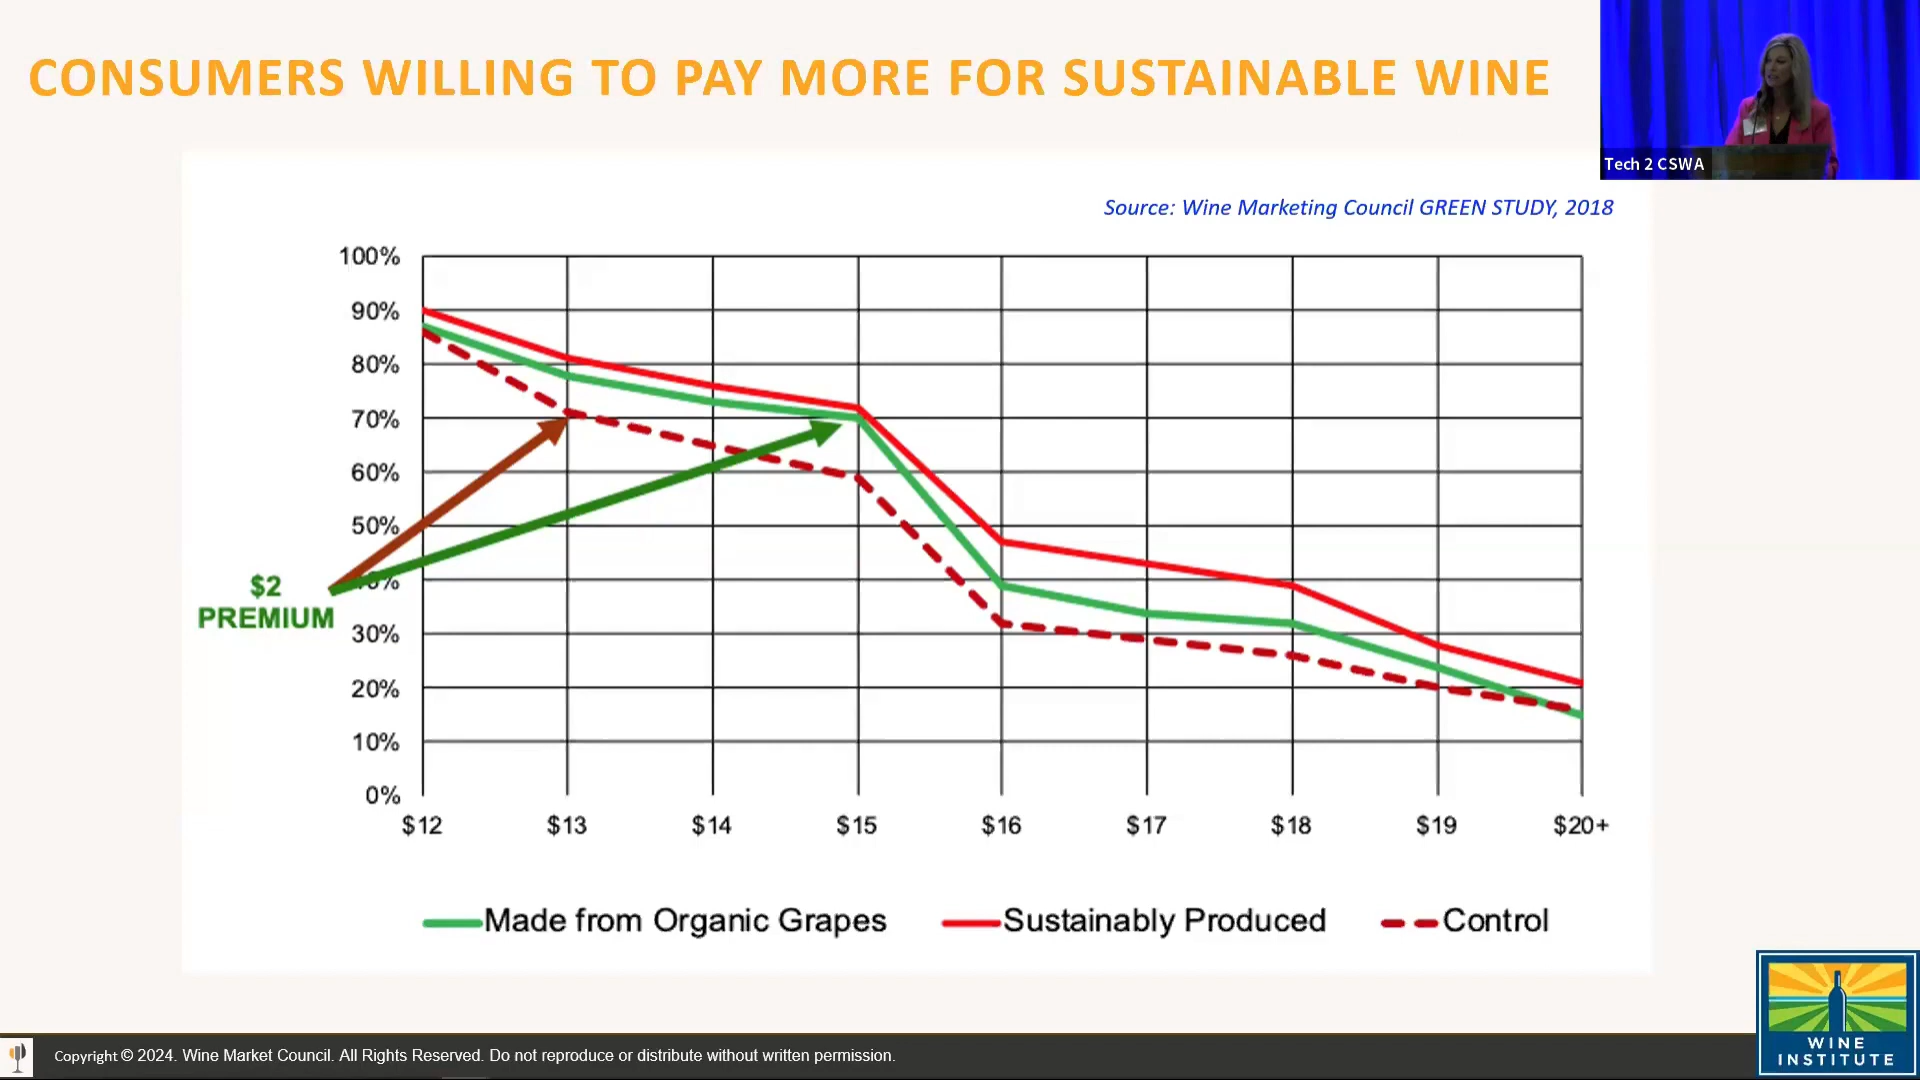 CONSUMERS WILLING TO PAY MORE FOR SUSTAINABLE WINE
Tech 2 CSWA
Source: Wine Marketing Council GREEN STUDY, 2018
100%
90%
80%
70%
60%
50%
30%
20%
10%
0%
$2
PREMIUM
$12 $13 $14 $15 $16 $17 $18 $19 $20+
Made from Organic Grapes Sustainably Produced Control
Copyright © 2024. Wine Market Council. All Rights Reserved. Do not reproduce or distribute without written permission.
WINE
INSTITUTE